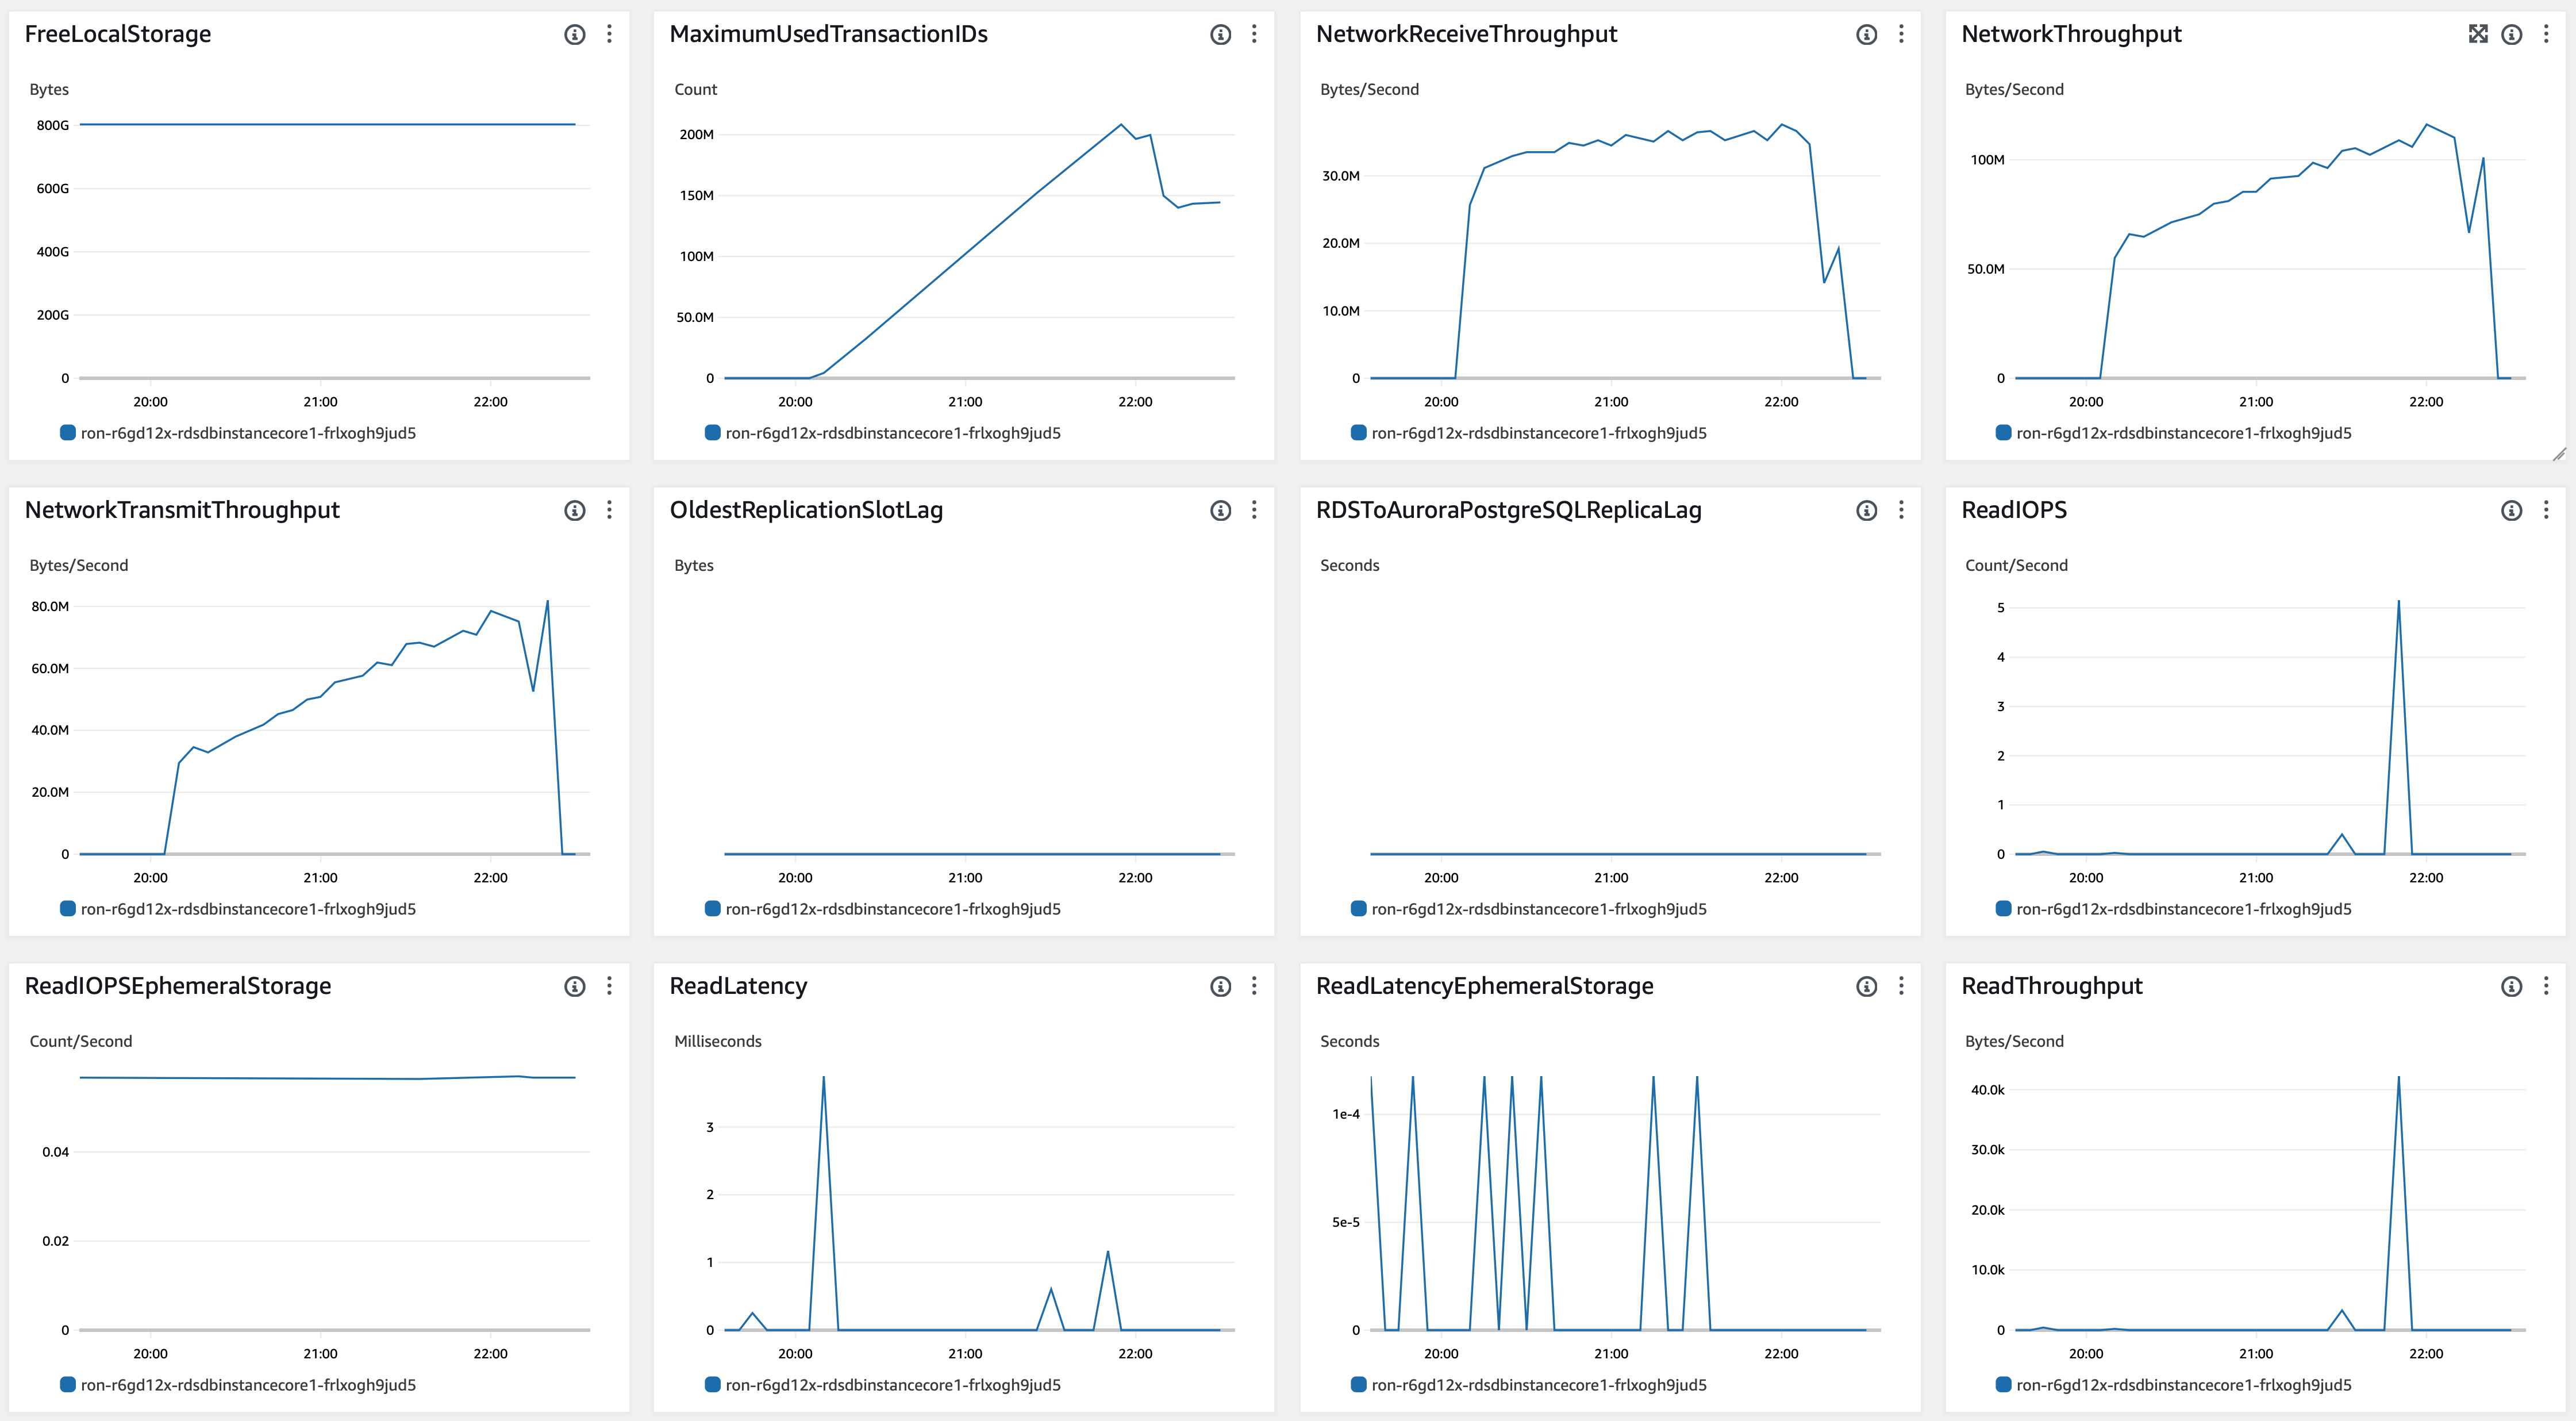 FreeLocalStorage
Bytes
800G
600G
400G
200G
0
20:00 21:00 22:00
ron-r6gd12x-rdsdbinstancecore1-frlxogh9jud5
MaximumUsedTransactionIDs
Count
200M
150M
100M
50.0M
0
20:00 21:00 22:00
ron-r6gd12x-rdsdbinstancecore1-frlxogh9jud5
NetworkReceiveThroughput
Bytes/Second
30.0M
20.0M
10.0M
0
20:00 21:00 22:00
ron-r6gd12x-rdsdbinstancecore1-frlxogh9jud5
NetworkThroughput
Bytes/Second
100M
50.0M
0
20:00 21:00 22:00
ron-r6gd12x-rdsdbinstancecore1-frlxogh9jud5
NetworkTransmitThroughput
Bytes/Second
80.0M
60.0M
40.0M
20.0M
0
20:00 21:00 22:00
ron-r6gd12x-rdsdbinstancecore1-frlxogh9jud5
OldestReplicationSlotLag
Bytes
20:00 21:00 22:00
ron-r6gd12x-rdsdbinstancecore1-frlxogh9jud5
RDSToAuroraPostgreSQLReplicaLag
Seconds
20:00 21:00 22:00
ron-r6gd12x-rdsdbinstancecore1-frlxogh9jud5
ReadIOPS
Count/Second
5
4
3
2
1
0
20:00 21:00 22:00
ron-r6gd12x-rdsdbinstancecore1-frlxogh9jud5
ReadIOPSEphemeralStorage
Count/Second
0.04
0.02
0
20:00 21:00 22:00
ron-r6gd12x-rdsdbinstancecore1-frlxogh9jud5
ReadLatency
Milliseconds
3
2
1
0
20:00 21:00 22:00
ron-r6gd12x-rdsdbinstancecore1-frlxogh9jud5
ReadLatencyEphemeralStorage
Seconds
1e-4
5e-5
0
20:00 21:00 22:00
ron-r6gd12x-rdsdbinstancecore1-frlxogh9jud5
ReadThroughput
Bytes/Second
40.0k
30.0k
20.0k
10.0k
0
20:00 21:00 22:00
ron-r6gd12x-rdsdbinstancecore1-frlxogh9jud5